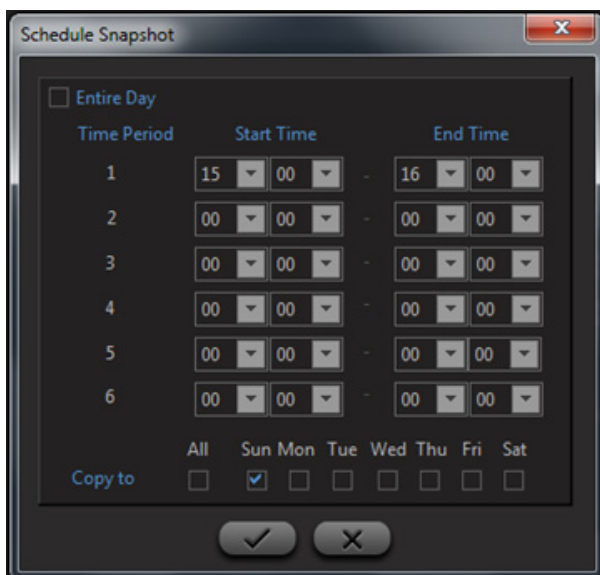 Schedule Snapshot
Entire Day
Time Period Start Time End Time
1 15 00 - 16 00
2 00 00 - 00 00
3 00 00 - 00 00
4 00 00 - 00 00
5 00 00 - 00 00
6 00 00 - 00 00
All Sun Mon Tue Wed Thu Fri Sat
Copy to